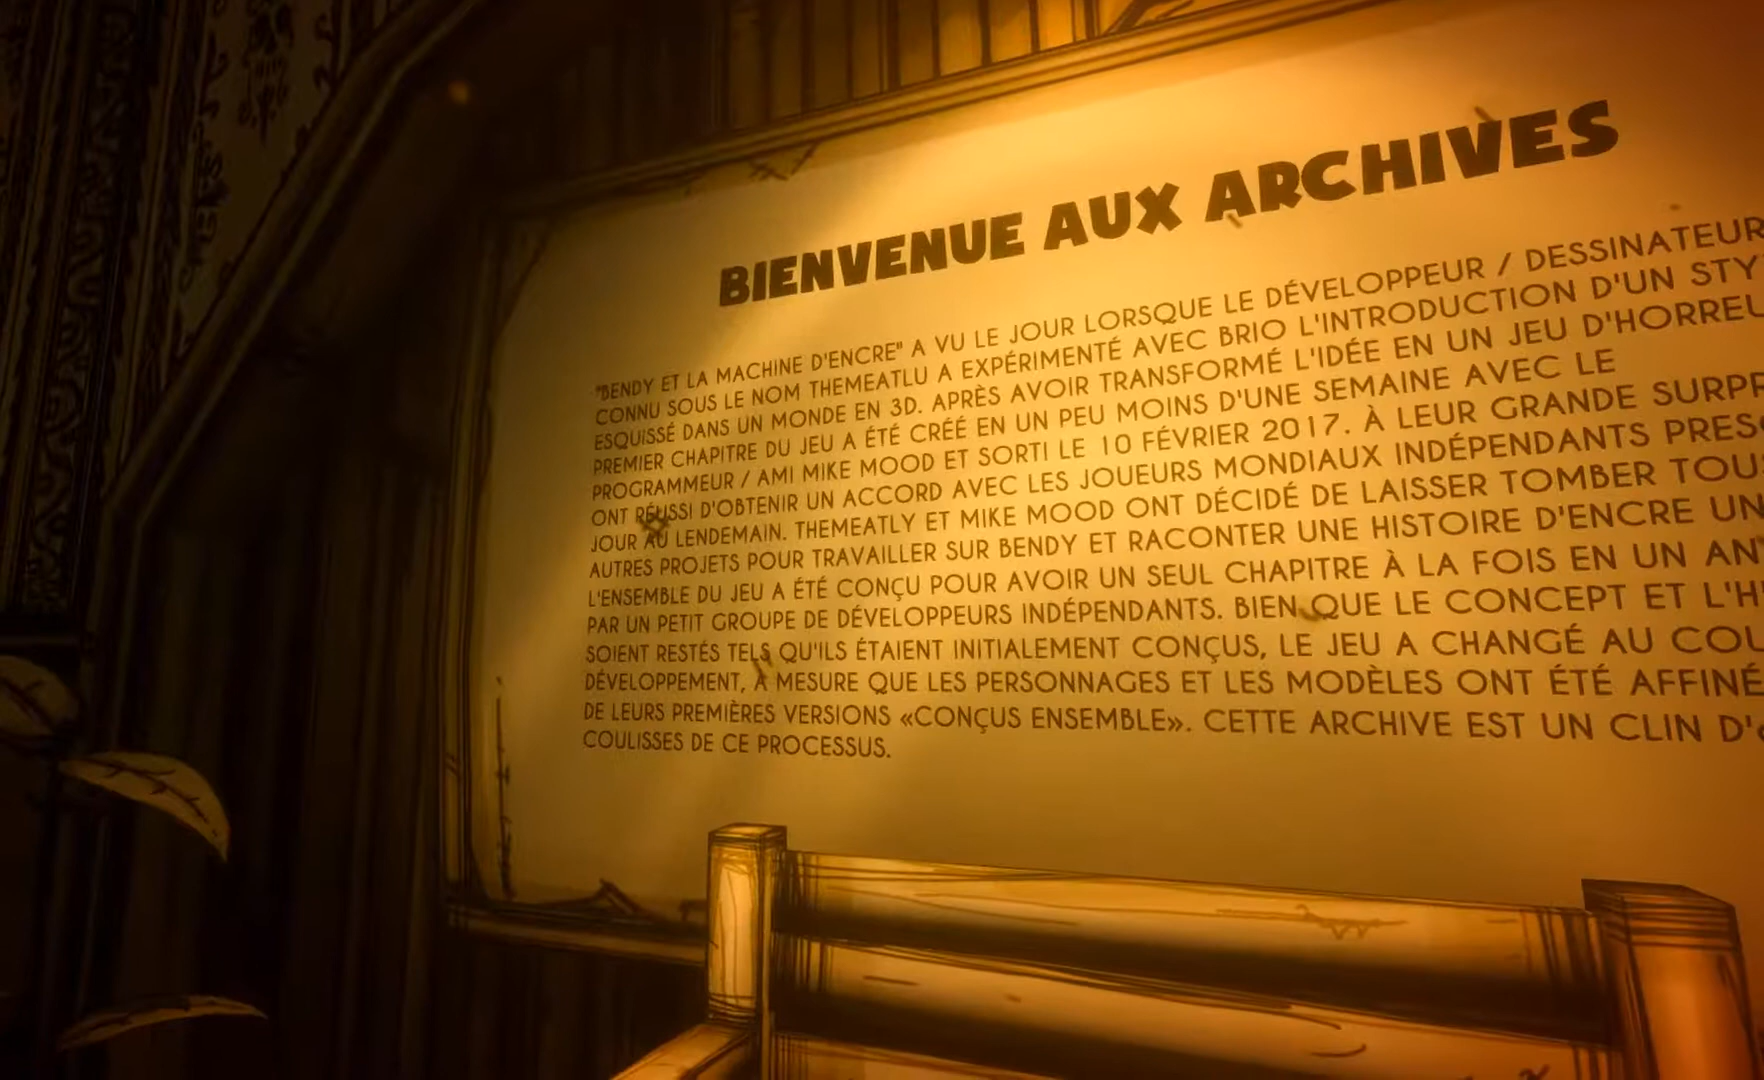 BIENVENUE AUX ARCHIVES
"BENDY ET LA MACHINE D'ENCRE" A VU LE JOUR LORSQUE LE DÉVELOPPEUR / DESSINATEUR
CONNU SOUS LE NOM THEMEATLU A EXPÉRIMENTÉ AVEC BRIO L'INTRODUCTION D'UN
ESQUISSÉ DANS UN MONDE EN 3D. APRÈS AVOIR TRANSFORMÉ L'IDÉE EN UN JEU
PREMIER CHAPITRE DU JEU A ÉTÉ CRÉÉ EN UN PEU MOINS D'UNE SEMAINE AVEC LE
PROGRAMMEUR / AMI MIKE MOOD ET SORTI LE 10 FÉVRIER 2017. À LEUR GRANDE
ONT RÉUSSI D'OBTENIR UN ACCORD AVEC LES JOUEURS MONDIAUX INDÉPENDANTS
JOUR AU LENDEMAIN. THEMEATLY ET MIKE MOOD ONT DÉCIDÉ DE LAISSER TOMBER
AUTRES PROJETS POUR TRAVAILLER SUR BENDY ET RACONTER UNE HISTOIRE D'ENCRE
L'ENSEMBLE DU JEU A ÉTÉ CONÇU POUR AVOIR UN SEUL CHAPITRE À LA FOIS EN UN
PAR UN PETIT GROUPE DE DÉVELOPPEURS INDÉPENDANTS. BIEN QUE LE CONCEPT ET
SOIENT RESTÉS TELS QU'ILS ÉTAIENT INITIALEMENT CONÇUS, LE JEU A CHANGÉ AU
DÉVELOPPEMENT, À MESURE QUE LES PERSONNAGES ET LES MODÈLES ONT ÉTÉ
DE LEURS PREMIÈRES VERSIONS «CONÇUS ENSEMBLE». CETTE ARCHIVE EST UN CLIN
COULISSES DE CE PROCESSUS.